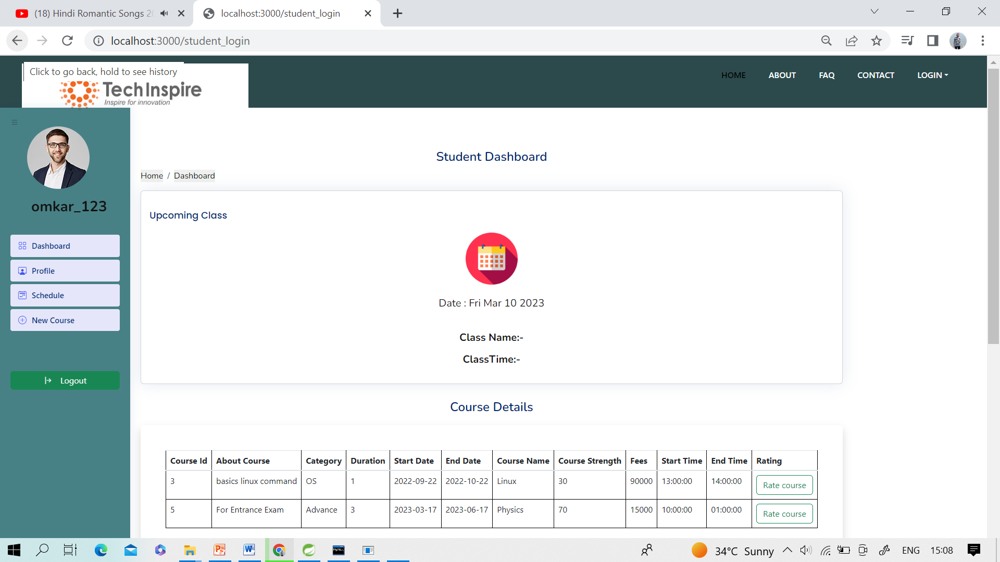 (18) Hindi Romantic Songs 20
localhost:3000/student_login
localhost:3000/student_login
Click to go back, hold to see history
TechInspire
Inspire for innovation
HOME ABOUT FAQ CONTACT LOGIN
omkar_123
Dashboard
Profile
Schedule
New Course
Logout
Student Dashboard
Home / Dashboard
Upcoming Class
Date : Fri Mar 10 2023
Class Name:-
ClassTime:-
Course Details
Course Id About Course Category Duration Start Date End Date Course Name Course Strength Fees Start Time End Time Rating
3 basics linux command OS 1 2022-09-22 2022-10-22 Linux 30 90000 13:00:00 14:00:00 Rate course
5 For Entrance Exam Advance 3 2023-03-17 2023-06-17 Physics 70 15000 10:00:00 01:00:00 Rate course
34°C Sunny ENG 15:08